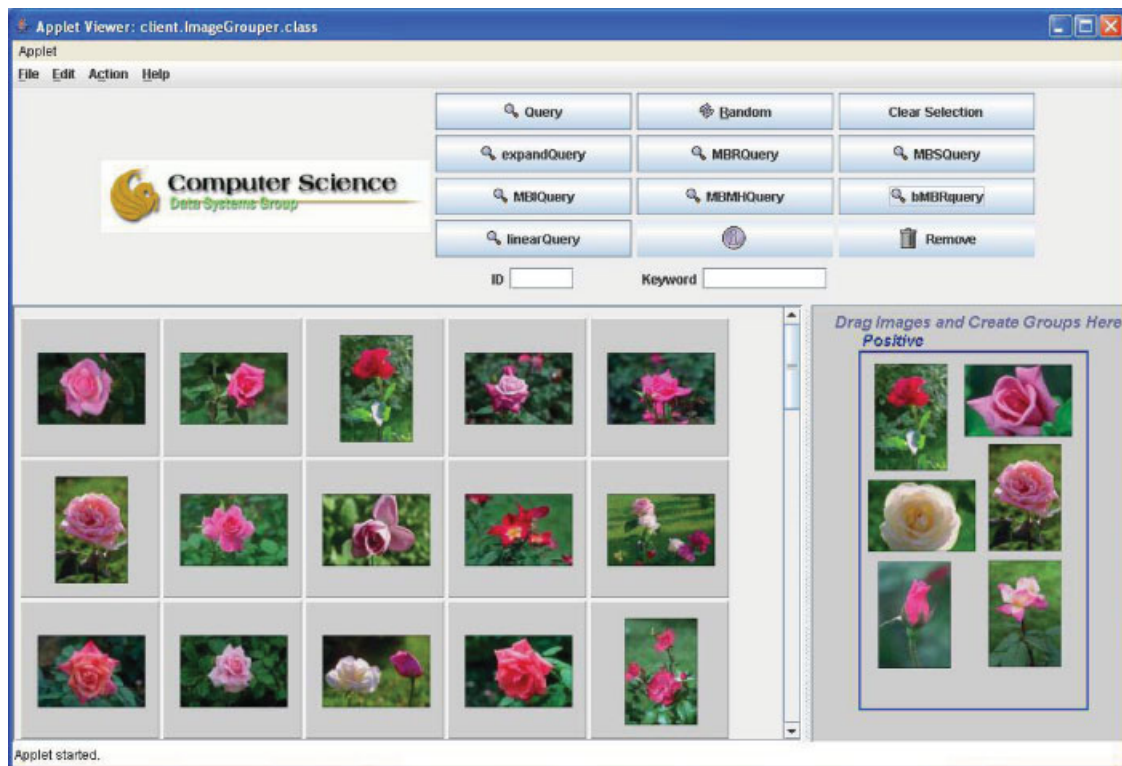 Applet Viewer: client.ImageGrouper.class
Applet
File Edit Action Help
Query Random Clear Selection
expandQuery MBRQuery MBSQuery
MBIQuery MBMHQuery bMBRquery
linearQuery Remove
Computer Science
Data Systems Group
ID Keyword
Drag Images and Create Groups Here
Positive
Applet started.